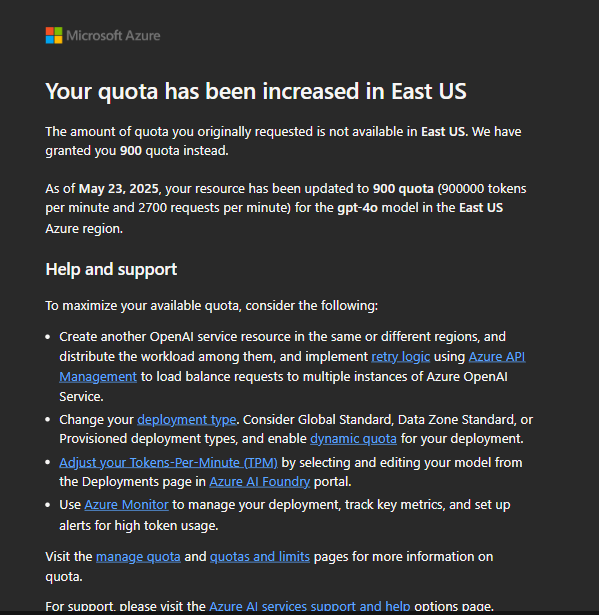 Microsoft Azure
Your quota has been increased in East US
The amount of quota you originally requested is not available in East US. We have
granted you 900 quota instead.
As of May 23, 2025, your resource has been updated to 900 quota (900000 tokens
per minute and 2700 requests per minute) for the gpt-4o model in the East US
Azure region.
Help and support
To maximize your available quota, consider the following:
• Create another OpenAI service resource in the same or different regions, and
distribute the workload among them, and implement retry logic using Azure API
Management to load balance requests to multiple instances of Azure OpenAI
Service.
• Change your deployment type. Consider Global Standard, Data Zone Standard, or
Provisioned deployment types, and enable dynamic quota for your deployment.
• Adjust your Tokens-Per-Minute (TPM) by selecting and editing your model from
the Deployments page in Azure AI Foundry portal.
• Use Azure Monitor to manage your deployment, track key metrics, and set up
alerts for high token usage.
Visit the manage quota and quotas and limits pages for more information on
quota.
For support, please visit the Azure AI services support and help options page.